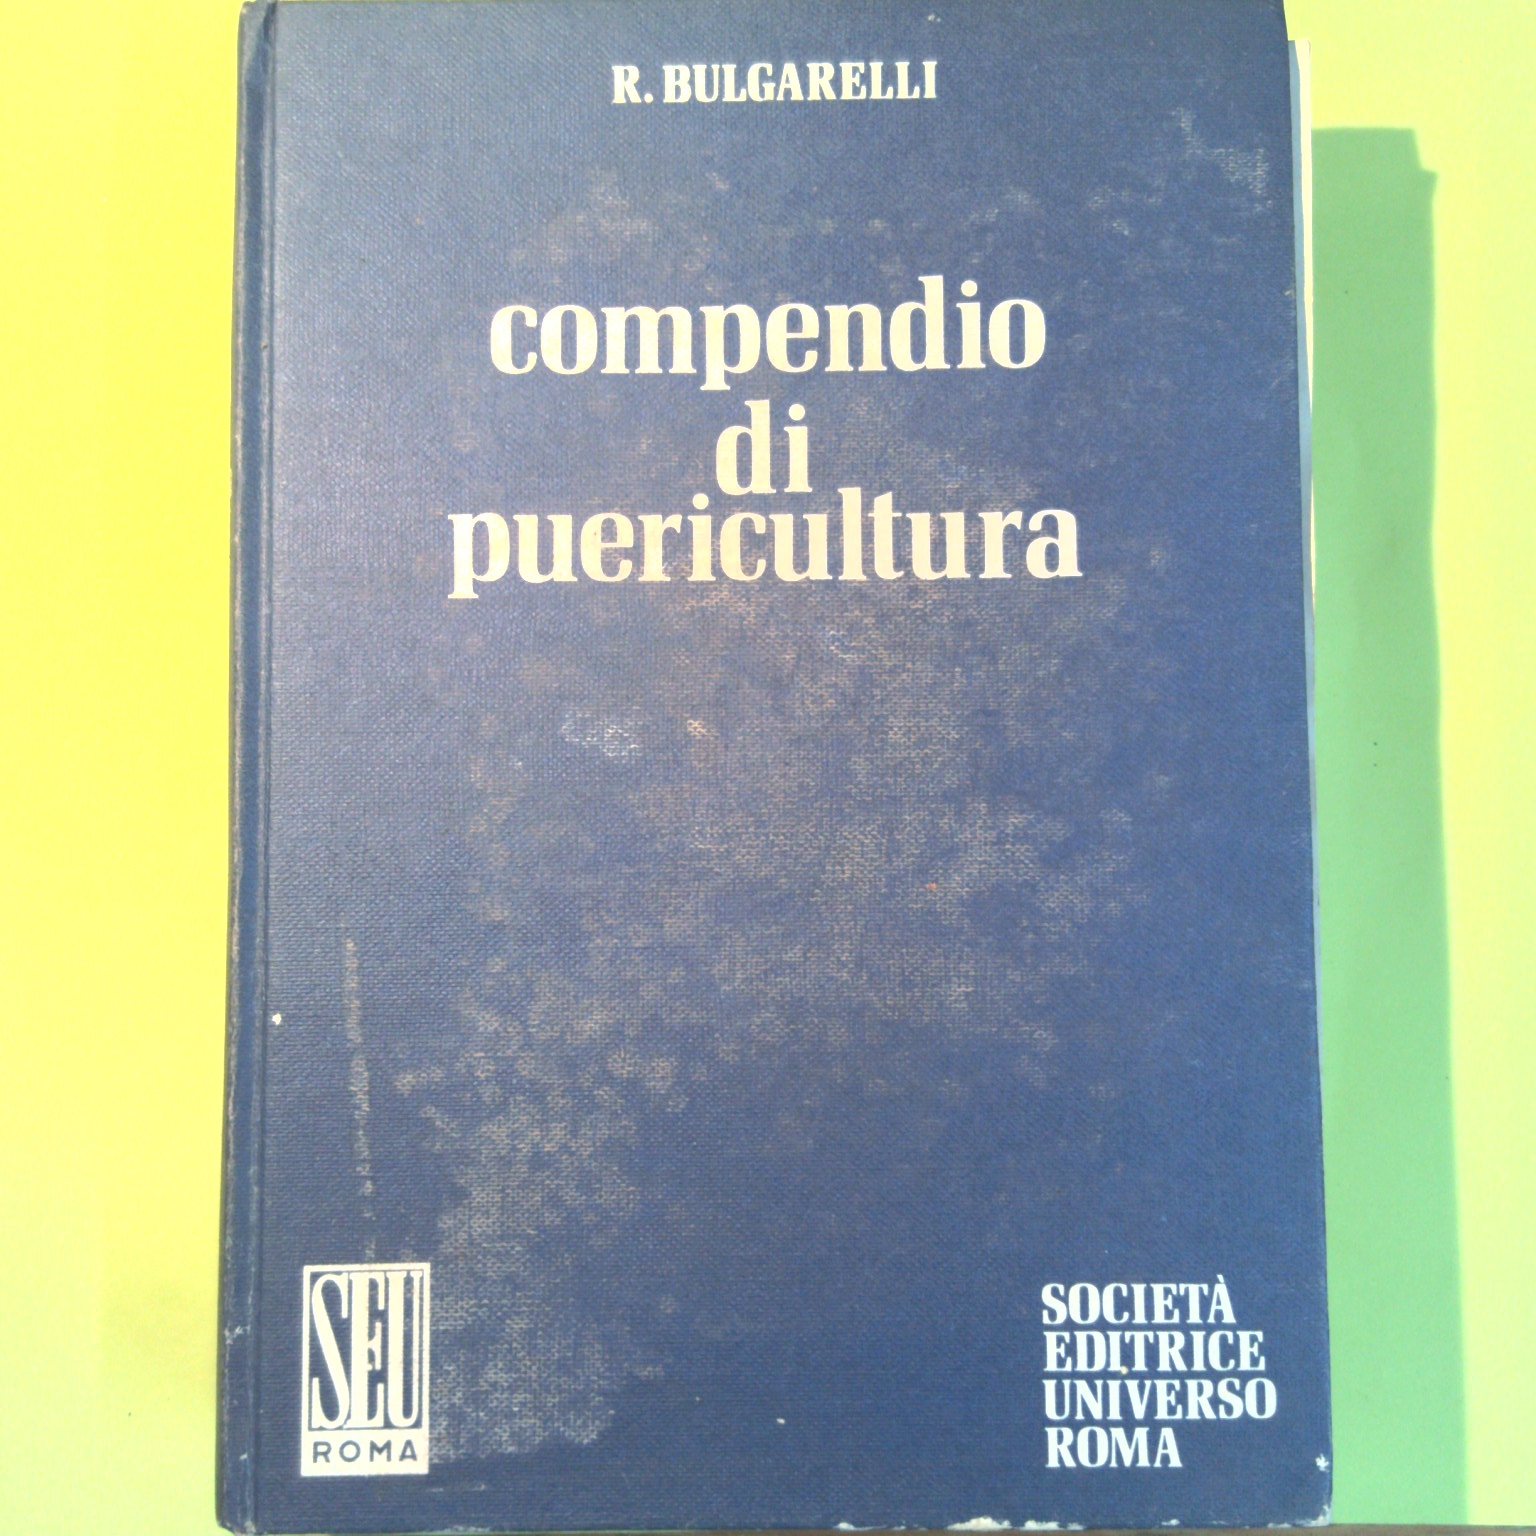 R. BULGARELLI
compendio
di
puericultura
SEU
ROMA
SOCIETÀ
EDITRICE
UNIVERSO
ROMA